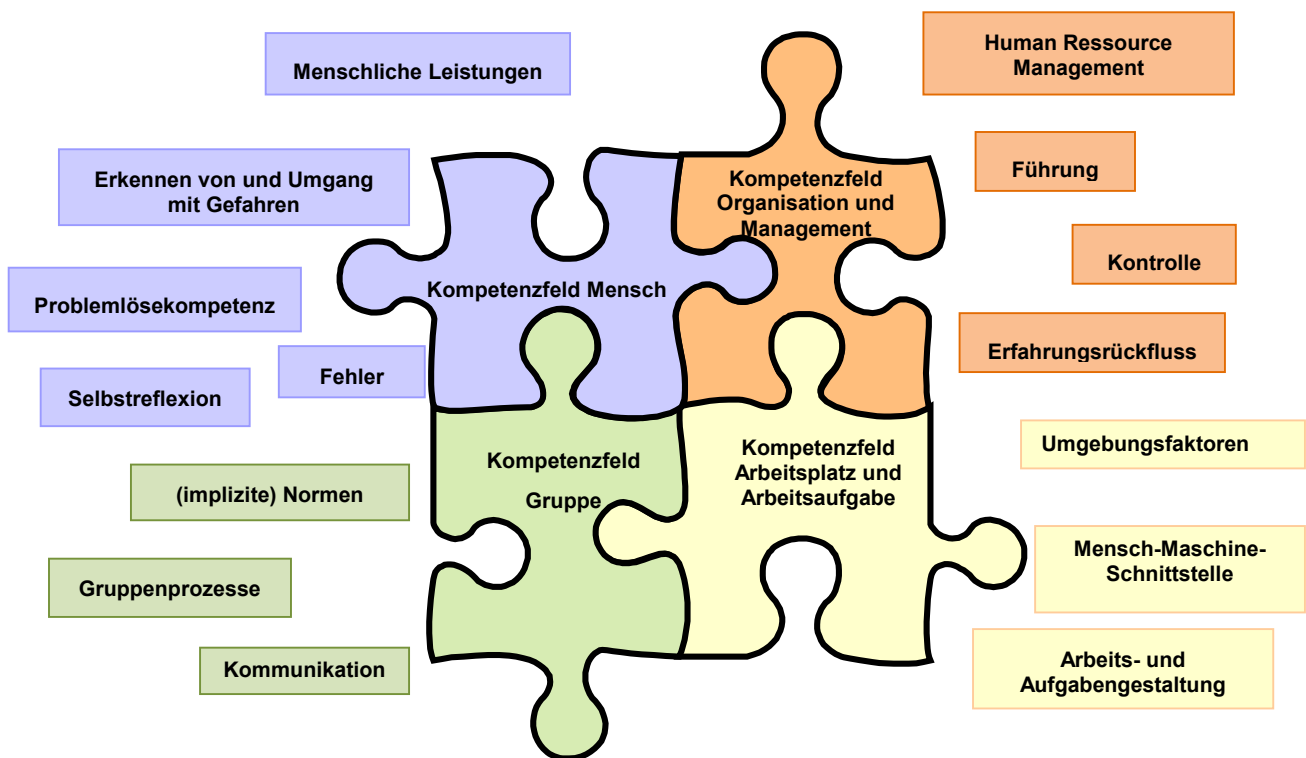 Menschliche Leistungen
Human Ressource
Management
Erkennen von und Umgang
mit Gefahren
Kompetenzfeld
Organisation und
Management
Führung
Kontrolle
Problemlösekompetenz
Kompetenzfeld Mensch
Fehler
Erfahrungsrückfluss
Selbstreflexion
Kompetenzfeld
Gruppe
Kompetenzfeld
Arbeitsplatz und
Arbeitsaufgabe
Umgebungsfaktoren
(implizite) Normen
Mensch-Maschine-
Schnittstelle
Gruppenprozesse
Kommunikation
Arbeits- und
Aufgabengestaltung